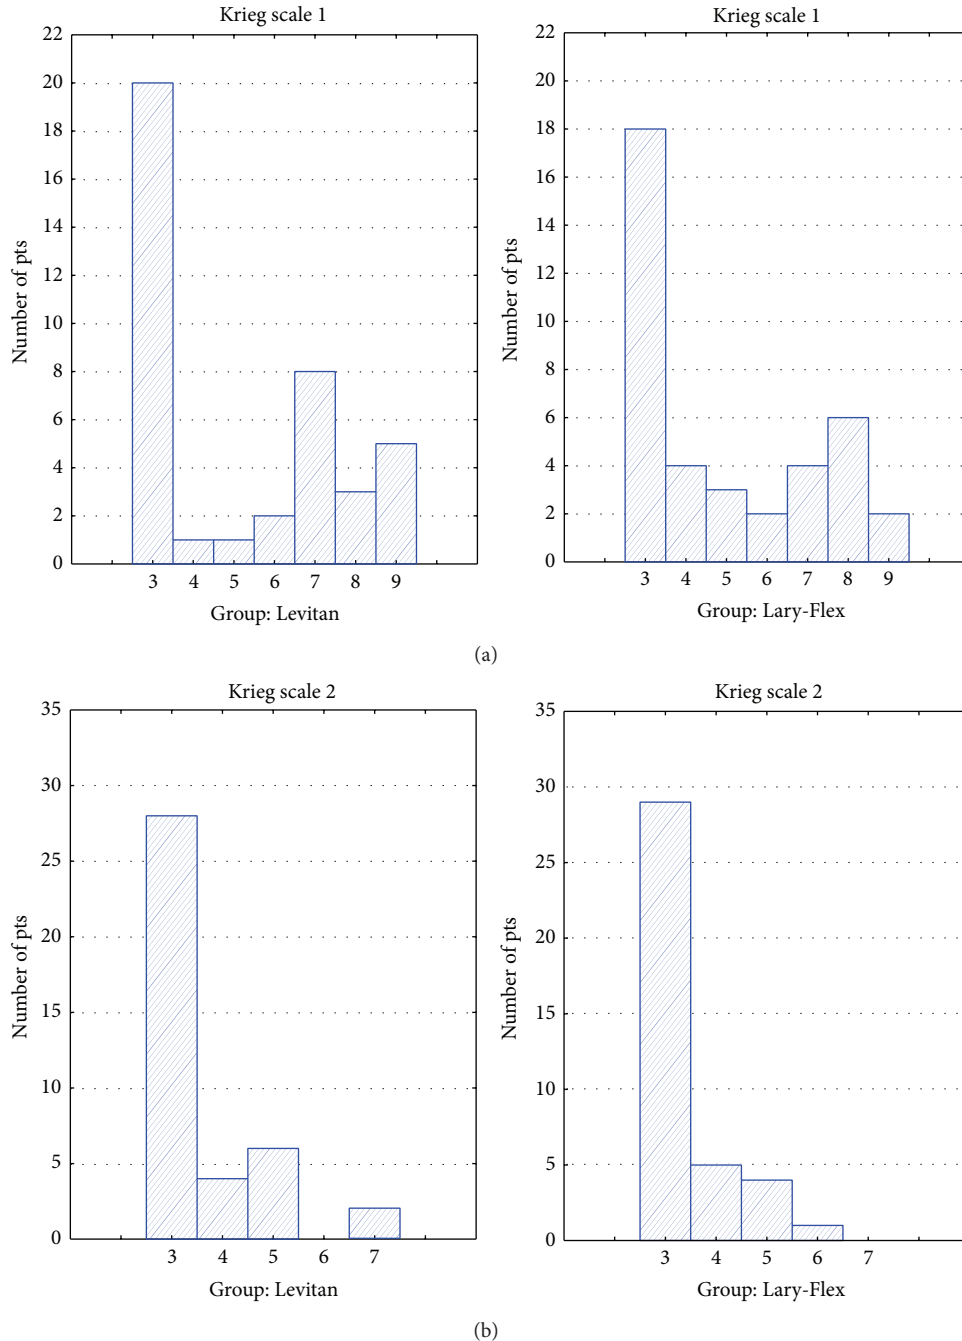 Krieg scale 1
22
20
18
16
14
12
10
8
6
4
2
0
Number of pts
3 4 5 6 7 8 9
Group: Levitan
Krieg scale 1
22
20
18
16
14
12
10
8
6
4
2
0
Number of pts
3 4 5 6 7 8 9
Group: Lary-Flex
(a)
Krieg scale 2
35
30
25
20
15
10
5
0
Number of pts
3 4 5 6 7
Group: Levitan
Krieg scale 2
35
30
25
20
15
10
5
0
Number of pts
3 4 5 6 7
Group: Lary-Flex
(b)